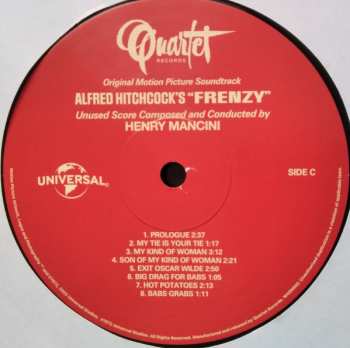 Quartet
RECORDS
Original Motion Picture Soundtrack
ALFRED HITCHCOCK'S "FRENZY"
Unused Score Composed and Conducted by
HENRY MANCINI
UNIVERSAL
SIDE C
1. PROLOGUE 2:37
2. MY TIE IS YOUR TIE 1:17
3. MY KIND OF WOMAN 3:12
4. SON OF MY KIND OF WOMAN 2:21
5. EXIT OSCAR WILDE 2:50
6. BIG DRAG FOR BABS 1:05
7. HOT POTATOES 2:13
8. BABS GRABS 1:11